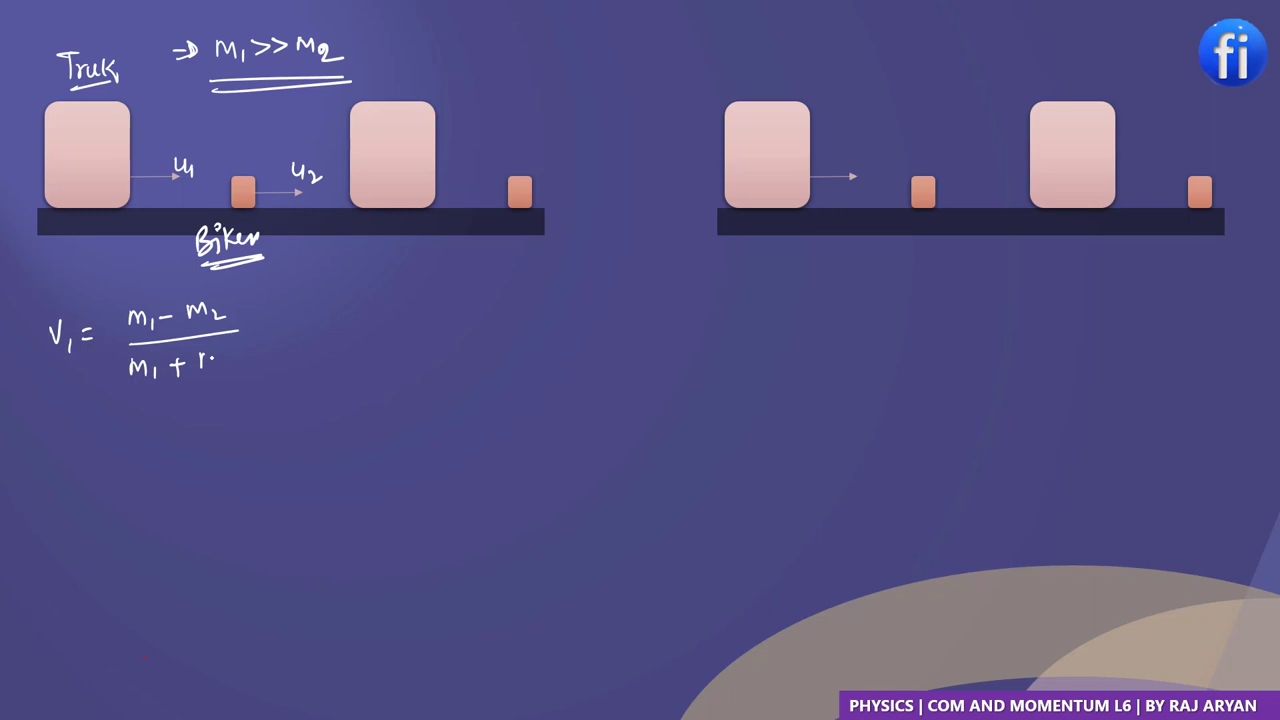 Truk ⇒ m₁ >> m₂
fi
u₁
u₂
Biker
V₁ = m₁ - m₂
m₁ +
PHYSICS | COM AND MOMENTUM L6 | BY RAJ ARYAN